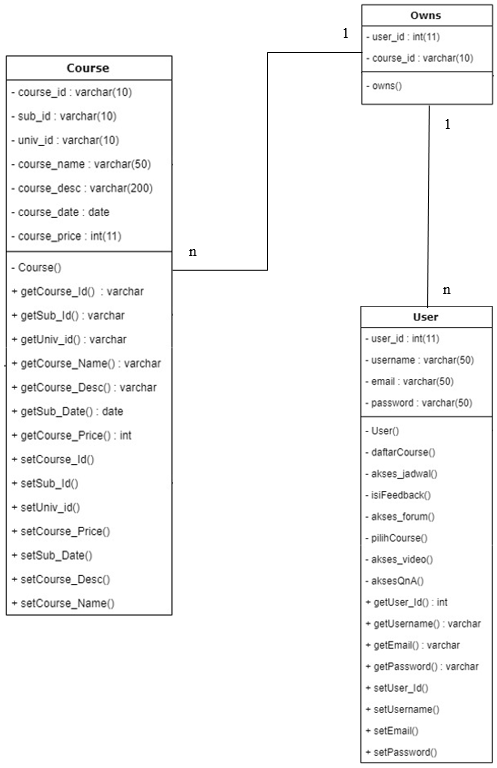 Owns
- user_id : int(11)
- course_id : varchar(10)
- owns()
1
1
n
n
Course
- course_id : varchar(10)
- sub_id : varchar(10)
- univ_id : varchar(10)
- course_name : varchar(50)
- course_desc : varchar(200)
- course_date : date
- course_price : int(11)
- Course()
+ getCourse_Id() : varchar
+ getSub_Id() : varchar
+ getUniv_id() : varchar
+ getCourse_Name() : varchar
+ getCourse_Desc() : varchar
+ getSub_Date() : date
+ getCourse_Price() : int
+ setCourse_Id()
+ setSub_Id()
+ setUniv_id()
+ setCourse_Price()
+ setSub_Date()
+ setCourse_Desc()
+ setCourse_Name()
User
- user_id : int(11)
- username : varchar(50)
- email : varchar(50)
- password : varchar(50)
- User()
- daftarCourse()
- akses_jadwal()
- isiFeedback()
- akses_forum()
- pilihCourse()
- akses_video()
- aksesQnA()
+ getUser_Id() : int
+ getUsername() : varchar
+ getEmail() : varchar
+ getPassword() : varchar
+ setUser_Id()
+ setUsername()
+ setEmail()
+ setPassword()